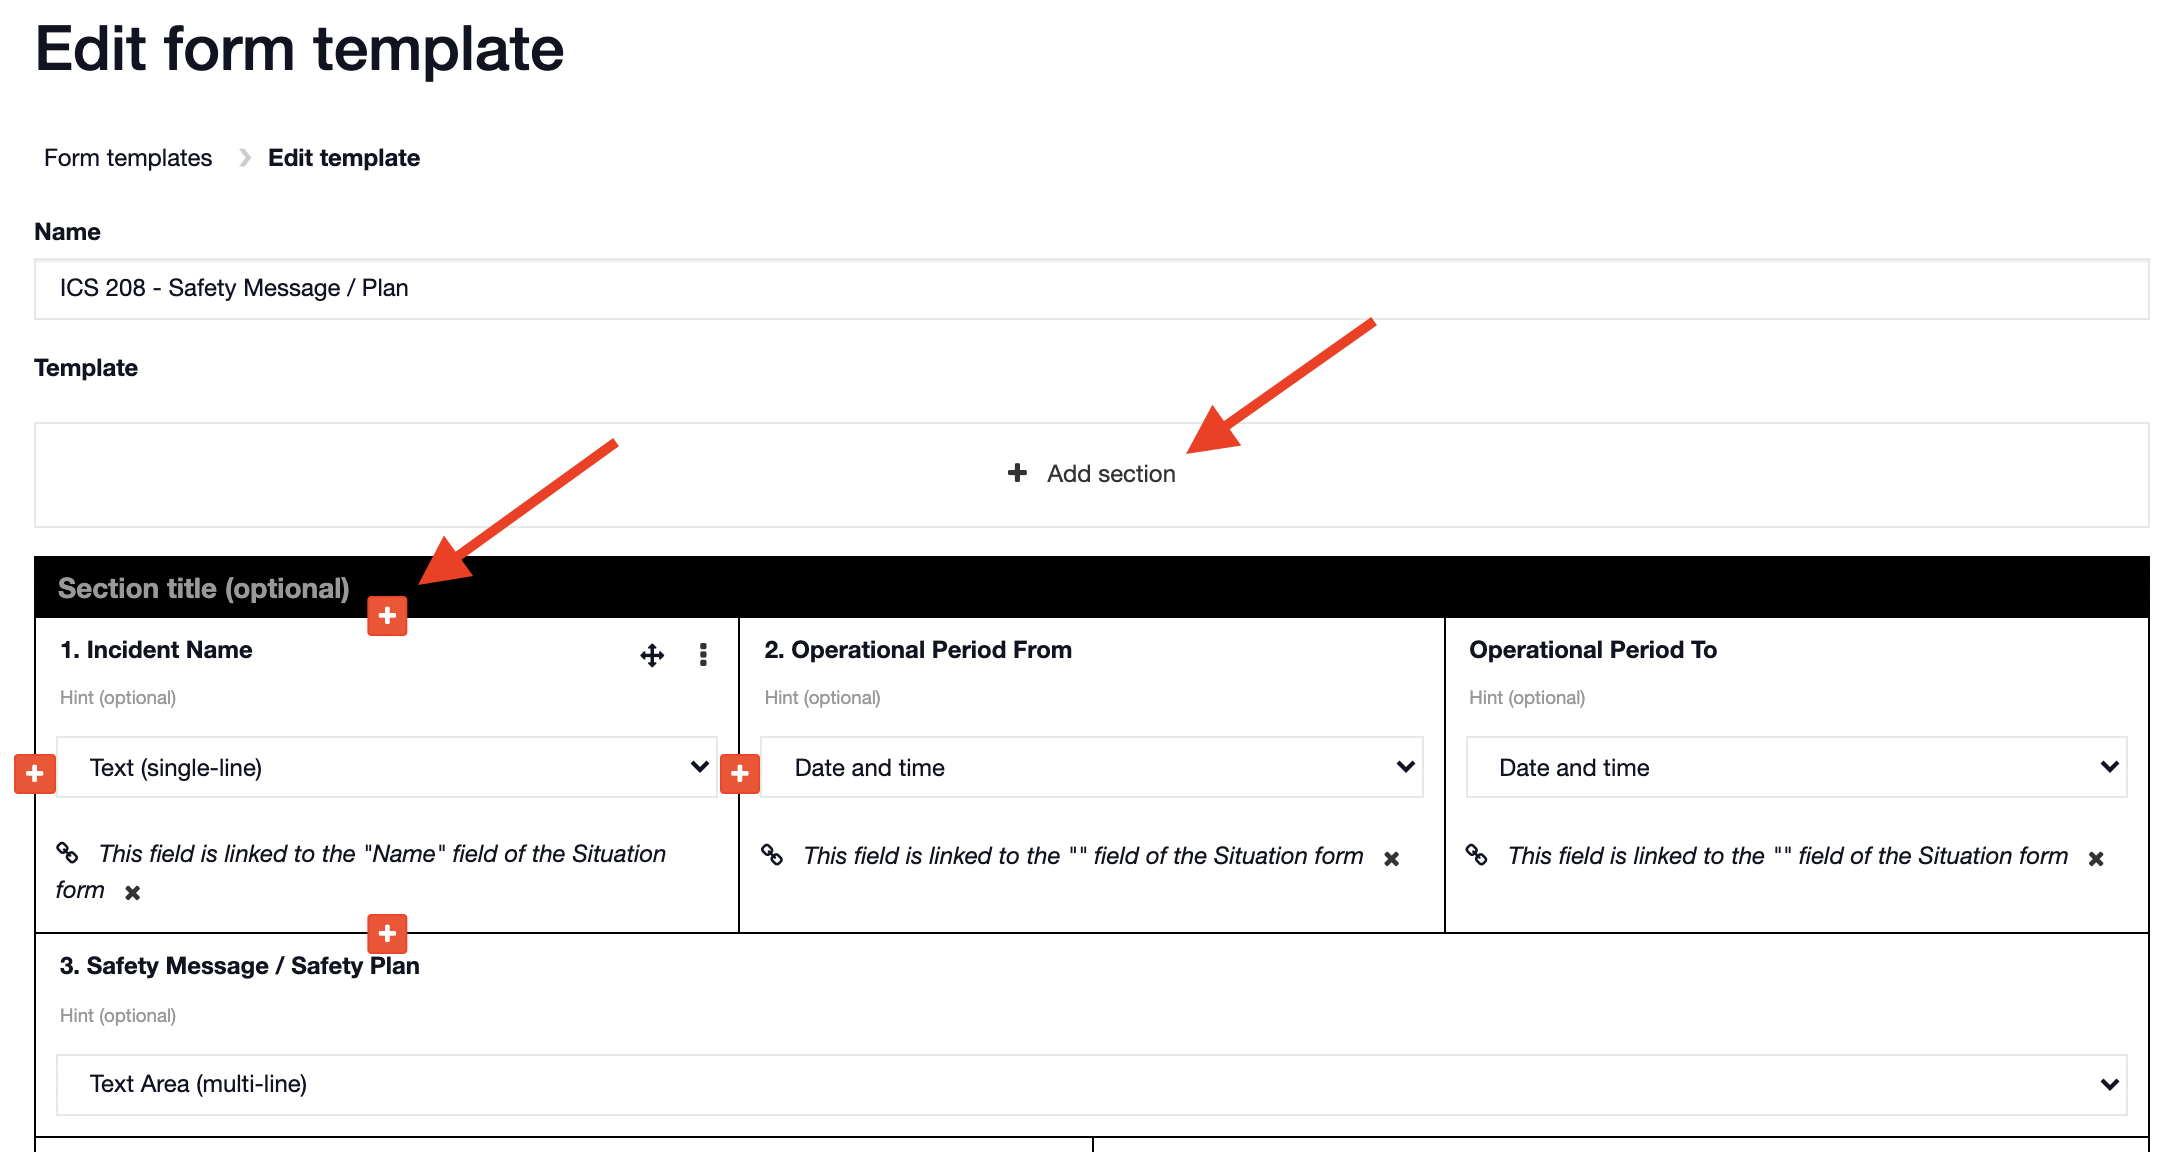 Edit form template
Form templates
Edit template
Name
ICS 208 - Safety Message / Plan
Template
Add section
Section title (optional)
1. Incident Name
2. Operational Period From
Operational Period To
Hint (optional)
Hint (optional)
Hint (optional)
Text (single-line)
Date and time
Date and time
This field is linked to the "Name" field of the Situation
form
This field is linked to the "" field of the Situation form
This field is linked to the "" field of the Situation form
3. Safety Message / Safety Plan
Hint (optional)
Text Area (multi-line)